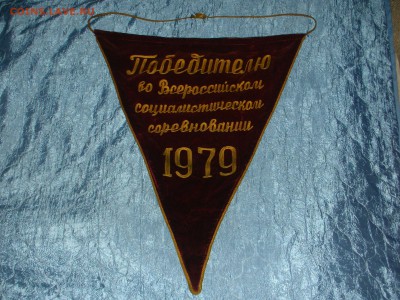 Победителю
во Всероссийском
социалистическом
соревновании
1979